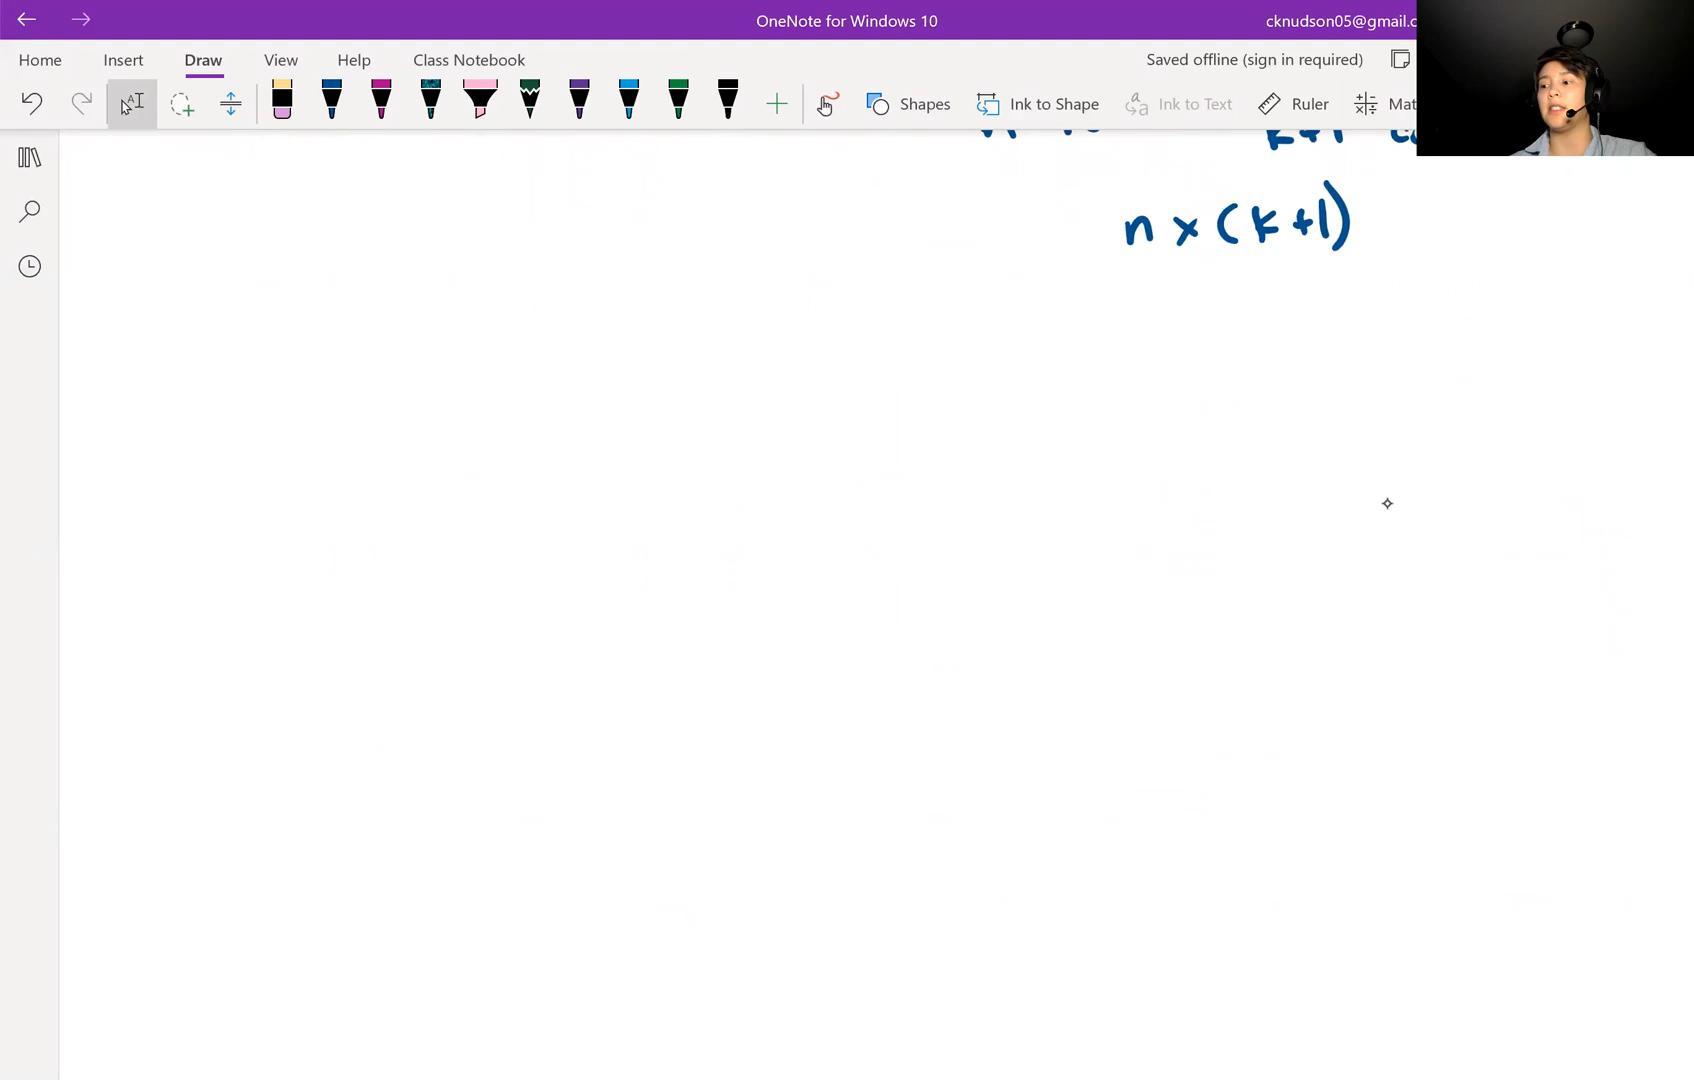 OneNote for Windows 10
cknudson05@gmail.c
Home Insert Draw View Help Class Notebook Saved offline (sign in required)
Shapes Ink to Shape Ink to Text Ruler Mat
k+1
n × (k+1)